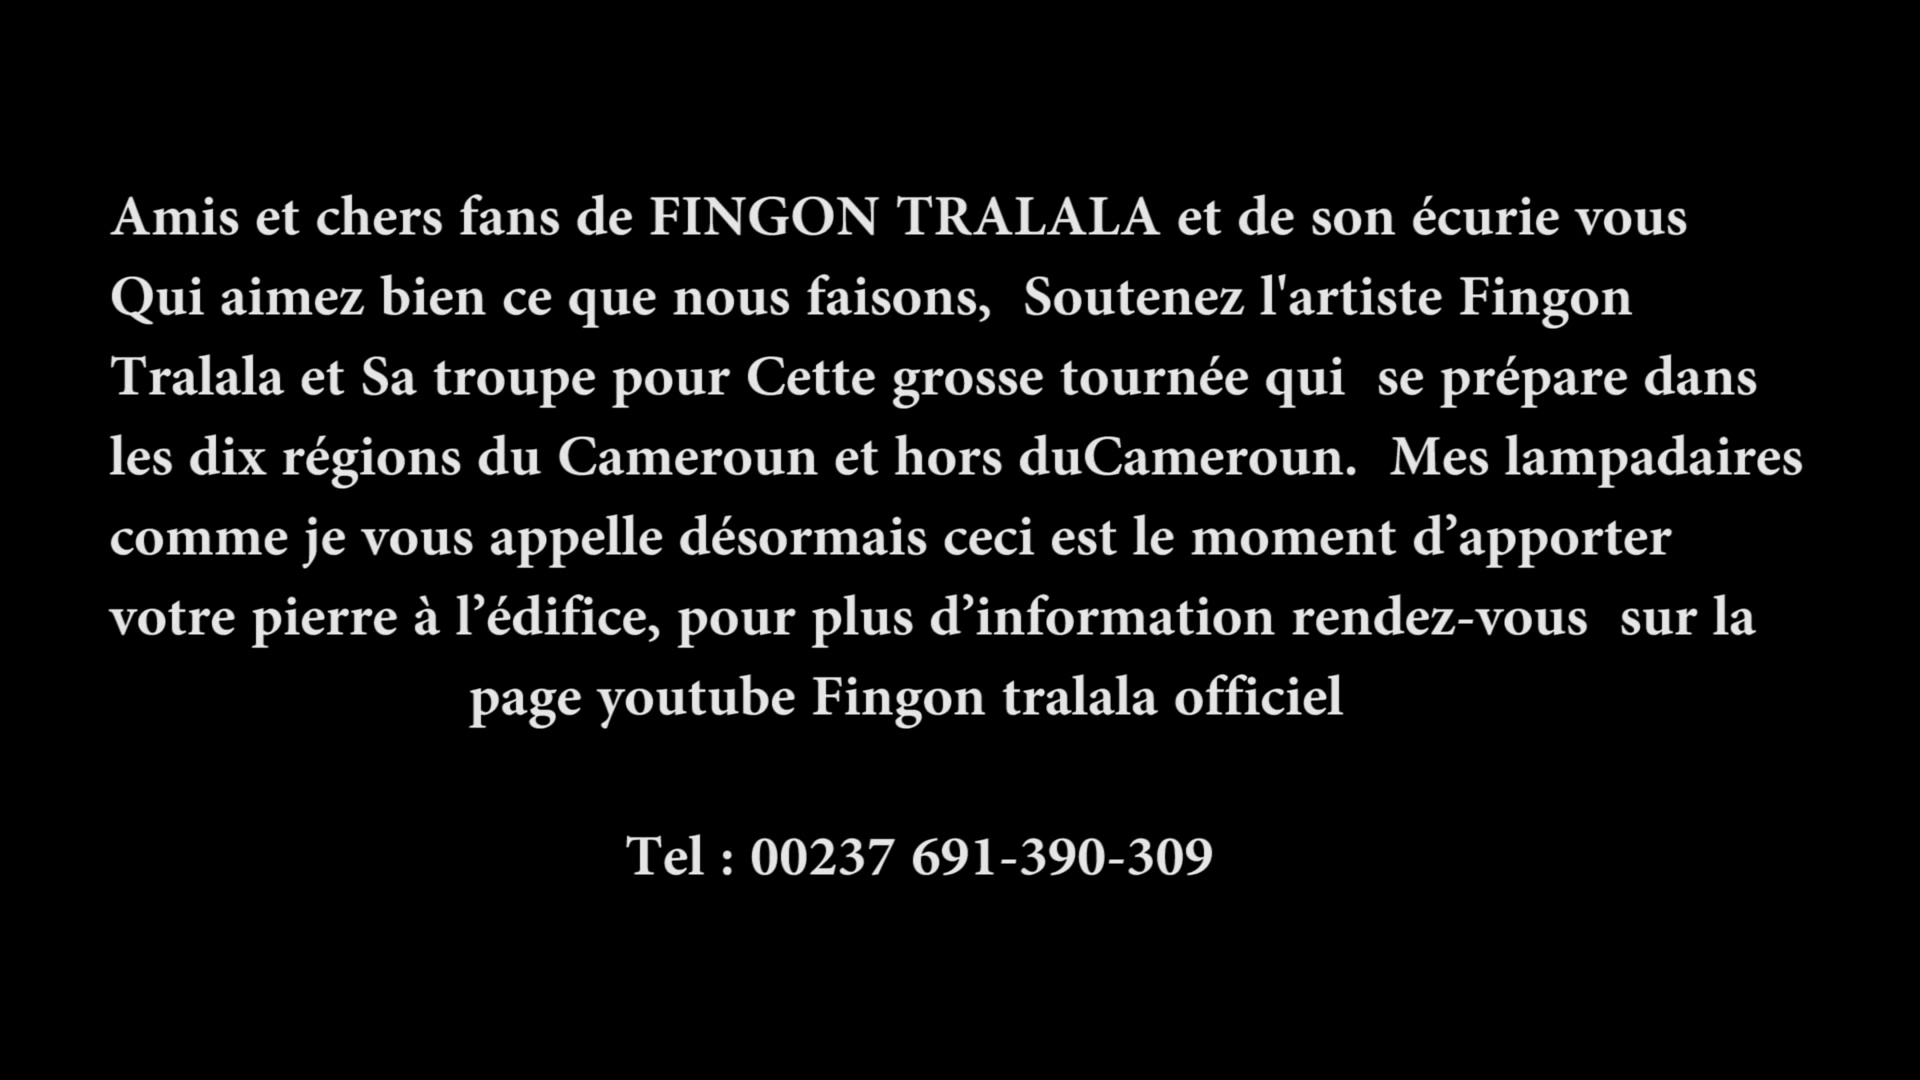 Amis et chers fans de FINGON TRALALA et de son écurie vous
Qui aimez bien ce que nous faisons,  Soutenez l'artiste Fingon
Tralala et Sa troupe pour Cette grosse tournée qui  se prépare dans
les dix régions du Cameroun et hors duCameroun.  Mes lampadaires
comme je vous appelle désormais ceci est le moment d’apporter
votre pierre à l’édifice, pour plus d’information rendez-vous  sur la
page youtube Fingon tralala officiel
Tel : 00237 691-390-309